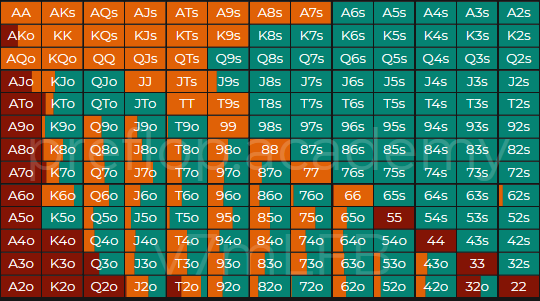 AA AKs AQs AJs ATs A9s A8s A7s A6s A5s A4s A3s A2s
AKo KK KQs KJs KTs K9s K8s K7s K6s K5s K4s K3s K2s
AQo KQo QQ QJs QTs Q9s Q8s Q7s Q6s Q5s Q4s Q3s Q2s
AJo KJo QJo JJ JTs J9s J8s J7s J6s J5s J4s J3s J2s
ATo KTo QTo JTo TT T9s T8s T7s T6s T5s T4s T3s T2s
A9o K9o Q9o J9o T9o 99 98s 97s 96s 95s 94s 93s 92s
A8o K8o Q8o J8o T8o 98o 88 87s 86s 85s 84s 83s 82s
A7o K7o Q7o J7o T7o 97o 87o 77 76s 75s 74s 73s 72s
A6o K6o Q6o J6o T6o 96o 86o 76o 66 65s 64s 63s 62s
A5o K5o Q5o J5o T5o 95o 85o 75o 65o 55 54s 53s 52s
A4o K4o Q4o J4o T4o 94o 84o 74o 64o 54o 44 43s 42s
A3o K3o Q3o J3o T3o 93o 83o 73o 63o 53o 43o 33 32s
A2o K2o Q2o J2o T2o 92o 82o 72o 62o 52o 42o 32o 22
preflop.academy